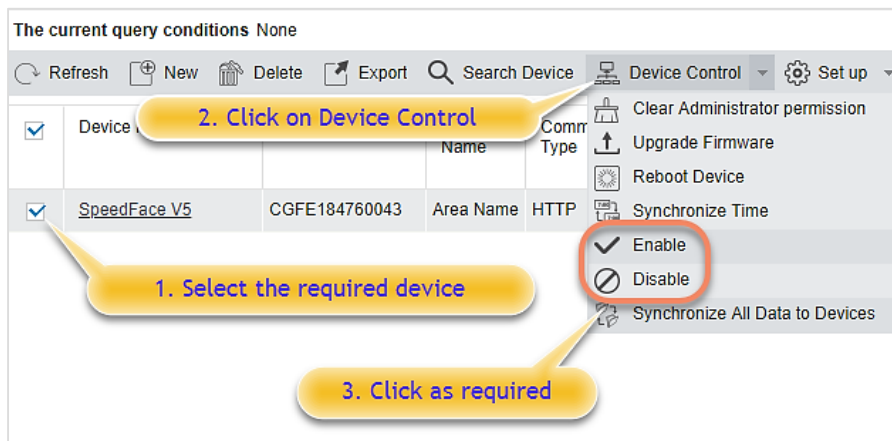 The current query conditions None
Refresh New Delete Export Search Device Device Control Set up
2. Click on Device Control
Clear Administrator permission
Device
Name
Type
Upgrade Firmware
Reboot Device
SpeedFace V5 CGFE184760043 Area Name HTTP
Synchronize Time
Enable
1. Select the required device
Disable
Synchronize All Data to Devices
3. Click as required